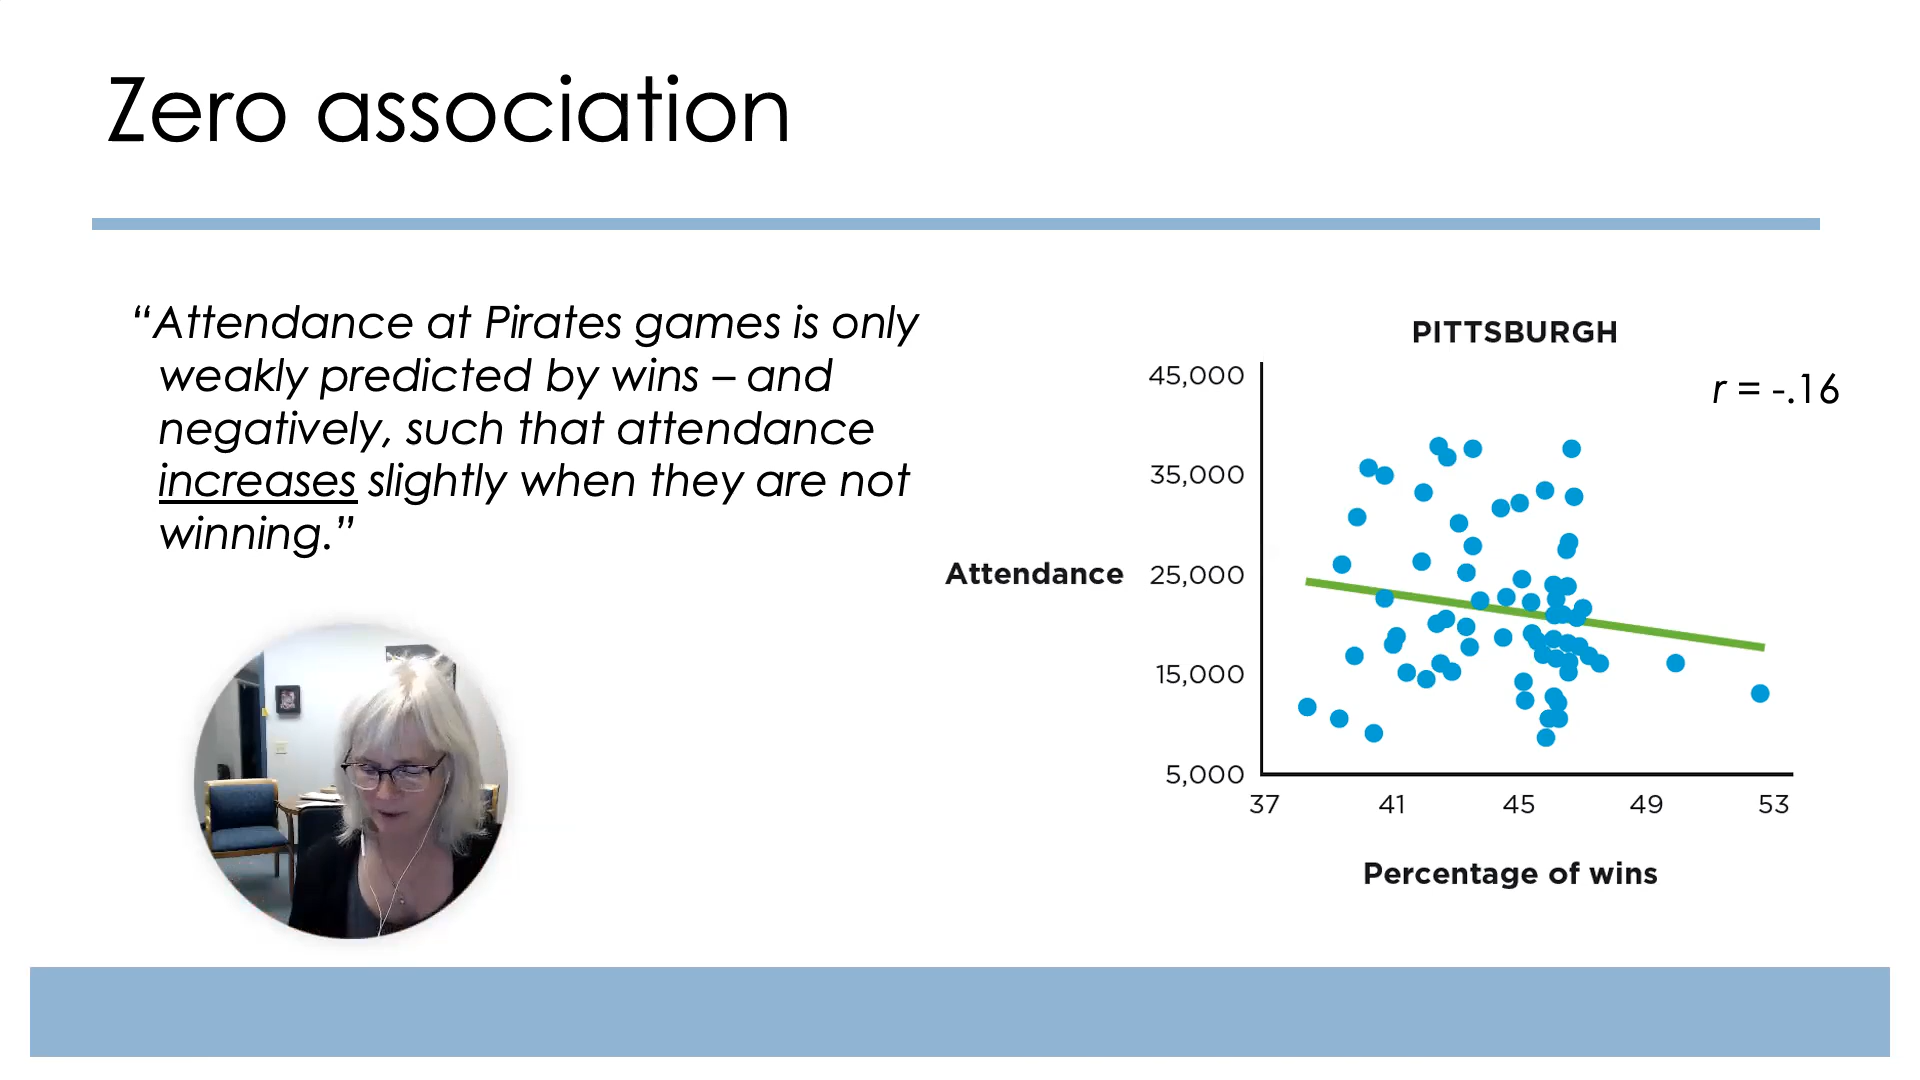 Zero association
“Attendance at Pirates games is only
weakly predicted by wins – and
negatively, such that attendance
increases slightly when they are not
winning.”
PITTSBURGH
r = -.16
45,000
35,000
Attendance
25,000
15,000
5,000
37 41 45 49 53
Percentage of wins